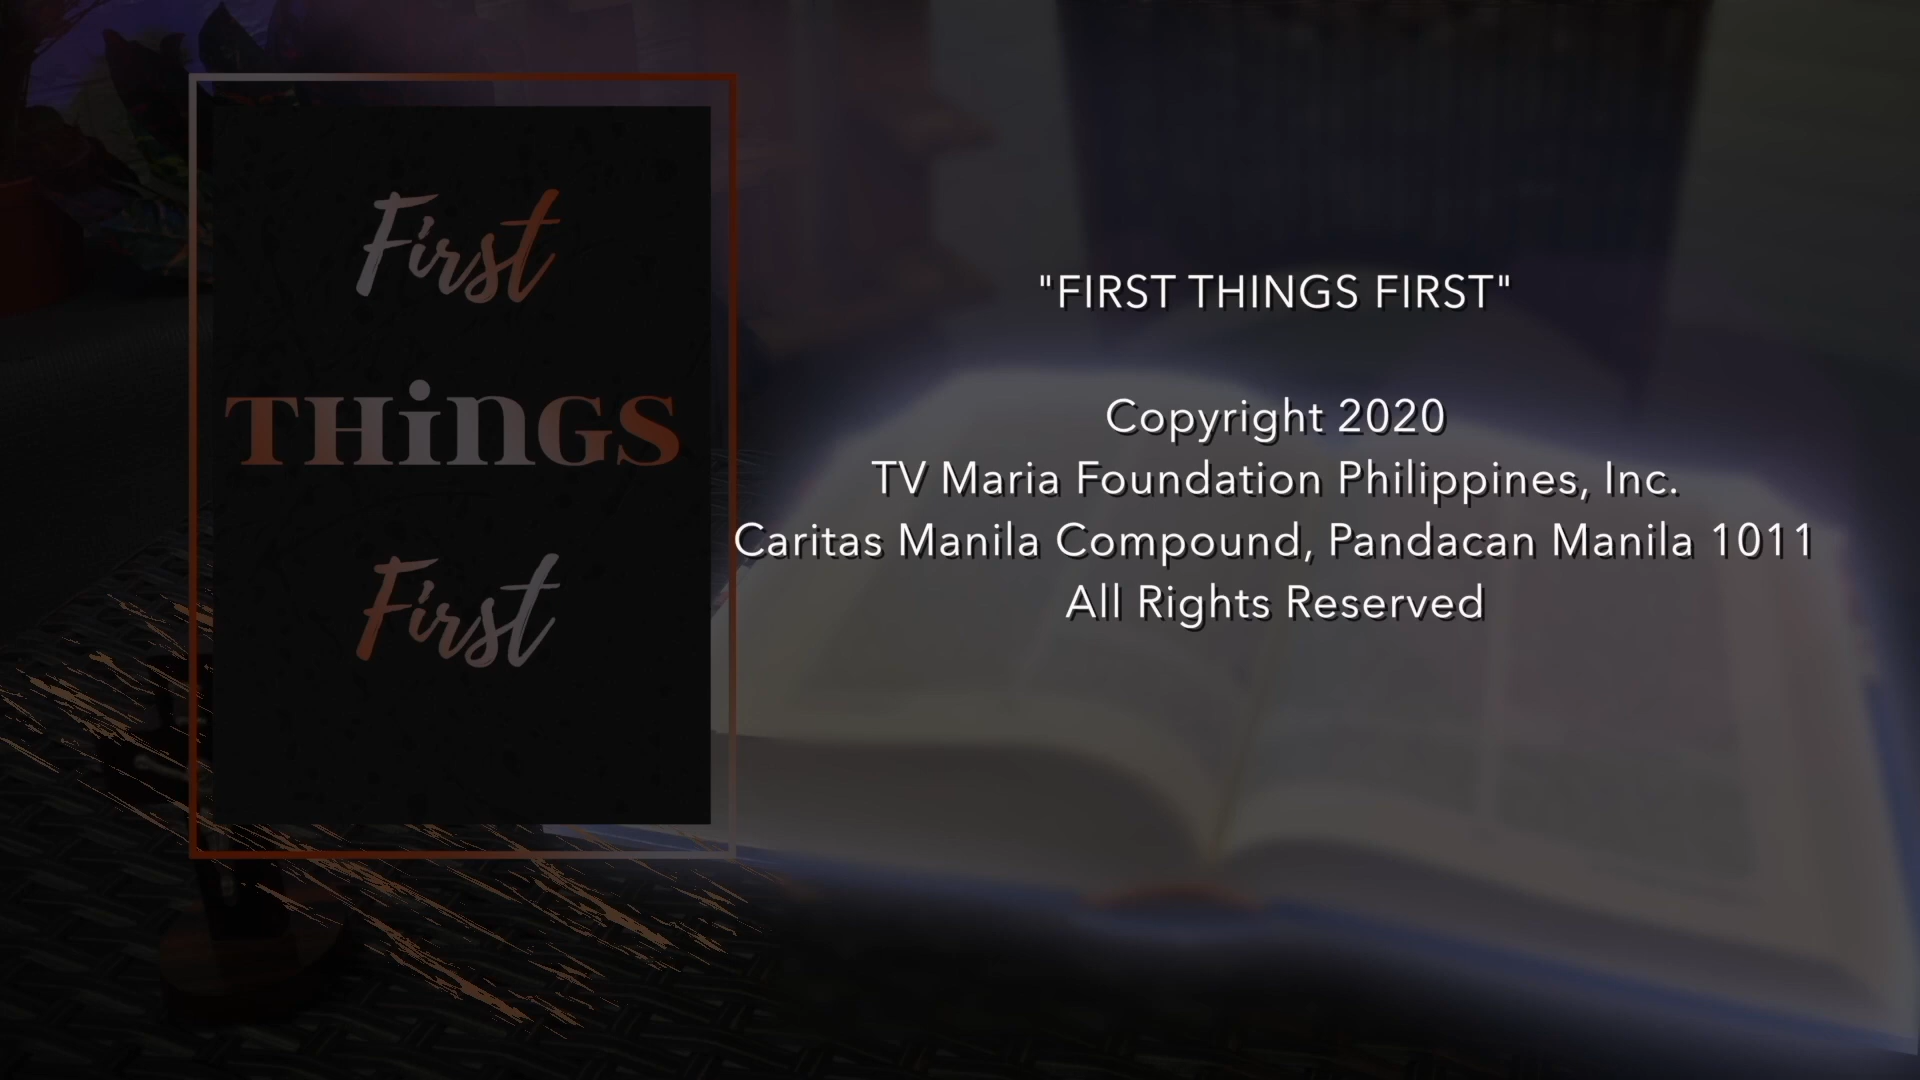 First
THiNGS
First
"FIRST THINGS FIRST"
Copyright 2020
TV Maria Foundation Philippines, Inc.
Caritas Manila Compound, Pandacan Manila 1011
All Rights Reserved